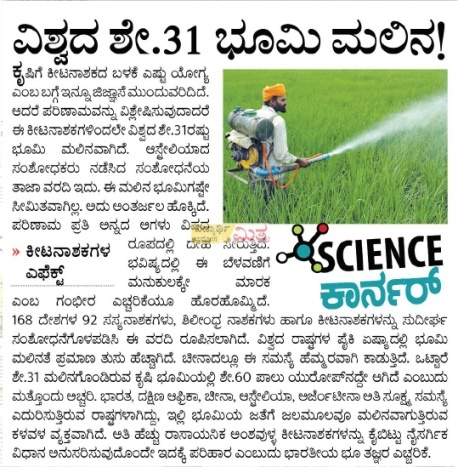 ವಿಶ್ವದ ಶೇ.31 ಭೂಮಿ ಮಲಿನ!
ಕೃಷಿಗೆ ಕೀಟನಾಶಕದ ಬಳಕೆ ಎಷ್ಟು ಯೋಗ್ಯ
ಎಂಬ ಬಗ್ಗೆ ಇನ್ನೂ ಜಿಜ್ಞಾಸೆ ಮುಂದುವರಿದಿದೆ.
ಆದರೆ ಪರಿಣಾಮವನ್ನು ವಿಶ್ಲೇಷಿಸುವುದಾದರೆ
ಈ ಕೀಟನಾಶಕಗಳಿಂದಲೇ ವಿಶ್ವದ ಶೇ.31ರಷ್ಟು
ಭೂಮಿ ಮಲಿನವಾಗಿದೆ. ಆಸ್ಟ್ರೇಲಿಯಾದ
ಸಂಶೋಧಕರು ನಡೆಸಿದ ಸಂಶೋಧನೆಯ
ತಾಜಾ ವರದಿ ಇದು. ಈ ಮಲಿನ ಭೂಮಿಗಷ್ಟೇ
ಸೀಮಿತವಾಗಿಲ್ಲ. ಅದು ಅಂತರ್ಜಲ ಹೊಕ್ಕಿದೆ.
ಪರಿಣಾಮ ಪ್ರತಿ ಅನ್ನದ ಅಗಳು ವಿಷದ
ರೂಪದಲ್ಲಿ ದೇಹ ಸೇರುತ್ತಿದೆ.
ಭವಿಷ್ಯದಲ್ಲಿ ಈ ಬೆಳವಣಿಗೆ
ಮನುಕುಲಕ್ಕೇ ಮಾರಕ
» ಕೀಟನಾಶಕಗಳ
ಎಫೆಕ್ಟ್
ಎಂಬ ಗಂಭೀರ ಎಚ್ಚರಿಕೆಯೂ ಹೊರಹೊಮ್ಮಿದೆ.
168 ದೇಶಗಳ 92 ಸಸ್ಯನಾಶಕಗಳು, ಶಿಲೀಂಧ್ರ ನಾಶಕಗಳು ಹಾಗೂ ಕೀಟನಾಶಕಗಳನ್ನು ಸುದೀರ್ಘ
ಸಂಶೋಧನೆಗೊಳಪಡಿಸಿ ಈ ವರದಿ ರೂಪಿಸಲಾಗಿದೆ. ವಿಶ್ವದ ರಾಷ್ಟ್ರಗಳ ಪೈಕಿ ಏಷ್ಯಾದಲ್ಲಿ ಭೂಮಿ
ಮಲಿನತೆ ಪ್ರಮಾಣ ತುಸು ಹೆಚ್ಚಾಗಿದೆ. ಚೀನಾದಲ್ಲೂ ಈ ಸಮಸ್ಯೆ ಹೆಮ್ಮರವಾಗಿ ಕಾಡುತ್ತಿದೆ. ಒಟ್ಟಾರೆ
ಶೇ.31 ಮಲಿನಗೊಂಡಿರುವ ಕೃಷಿ ಭೂಮಿಯಲ್ಲಿ ಶೇ.60 ಪಾಲು ಯುರೋಪ್‌ನದ್ದೇ ಆಗಿದೆ ಎಂಬುದು
ಮತ್ತೊಂದು ಅಚ್ಚರಿ. ಭಾರತ, ದಕ್ಷಿಣ ಆಫ್ರಿಕಾ, ಚೀನಾ, ಆಸ್ಟ್ರೇಲಿಯಾ, ಅರ್ಜೆಂಟೀನಾ ಅತಿ ಸೂಕ್ಷ್ಮ ಸಮಸ್ಯೆ
ಎದುರಿಸುತ್ತಿರುವ ರಾಷ್ಟ್ರಗಳಾಗಿದ್ದು, ಇಲ್ಲಿ ಭೂಮಿಯ ಜತೆಗೆ ಜಲಮೂಲವೂ ಮಲಿನವಾಗುತ್ತಿರುವ
ಕಳವಳ ವ್ಯಕ್ತವಾಗಿದೆ. ಅತಿ ಹೆಚ್ಚು ರಾಸಾಯನಿಕ ಅಂಶವುಳ್ಳ ಕೀಟನಾಶಕಗಳನ್ನು ಕೈಬಿಟ್ಟು ನೈಸರ್ಗಿಕ
ವಿಧಾನ ಅನುಸರಿಸುವುದೊಂದೇ ಇದಕ್ಕೆ ಪರಿಹಾರ ಎಂಬುದು ಭಾರತೀಯ ಭೂ ತಜ್ಞರ ಎಚ್ಚರಿಕೆ.
SCIENCE
ಕಾರ್ನರ್
ಮಿತ್ರ